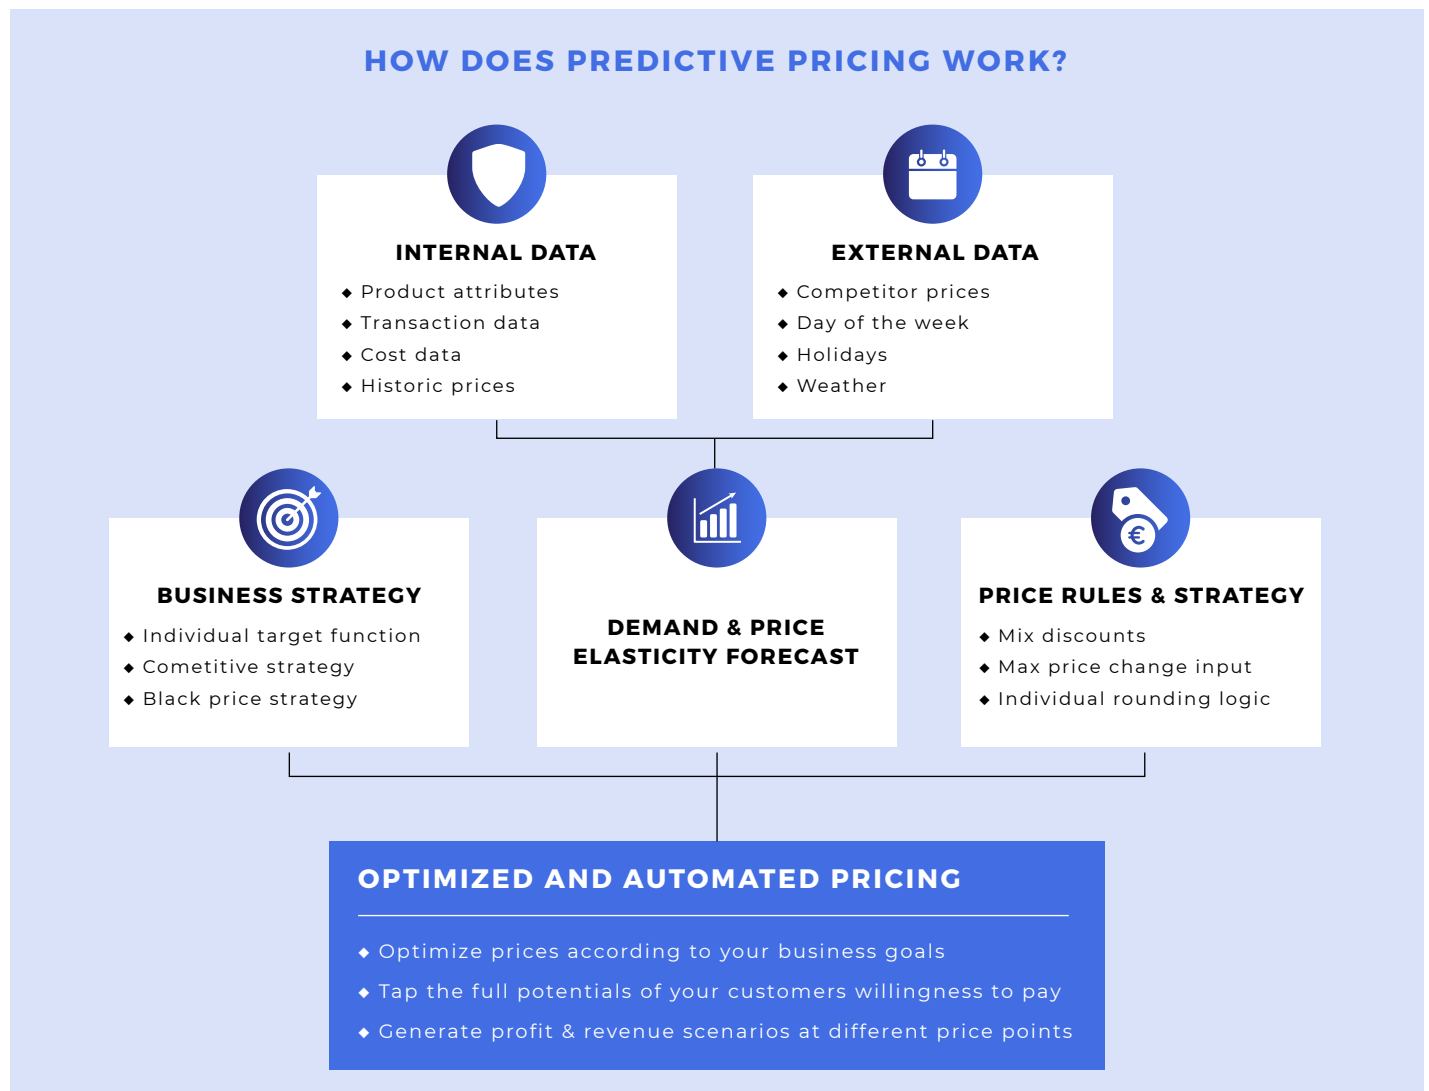 HOW DOES PREDICTIVE PRICING WORK?
INTERNAL DATA
◆ Product attributes
◆ Transaction data
◆ Cost data
◆ Historic prices
EXTERNAL DATA
◆ Competitor prices
◆ Day of the week
◆ Holidays
◆ Weather
BUSINESS STRATEGY
◆ Individual target function
◆ Cometitive strategy
◆ Black price strategy
DEMAND & PRICE
ELASTICITY FORECAST
€
PRICE RULES & STRATEGY
◆ Mix discounts
◆ Max price change input
◆ Individual rounding logic
OPTIMIZED AND AUTOMATED PRICING
◆ Optimize prices according to your business goals
◆ Tap the full potentials of your customers willingness to pay
◆ Generate profit & revenue scenarios at different price points